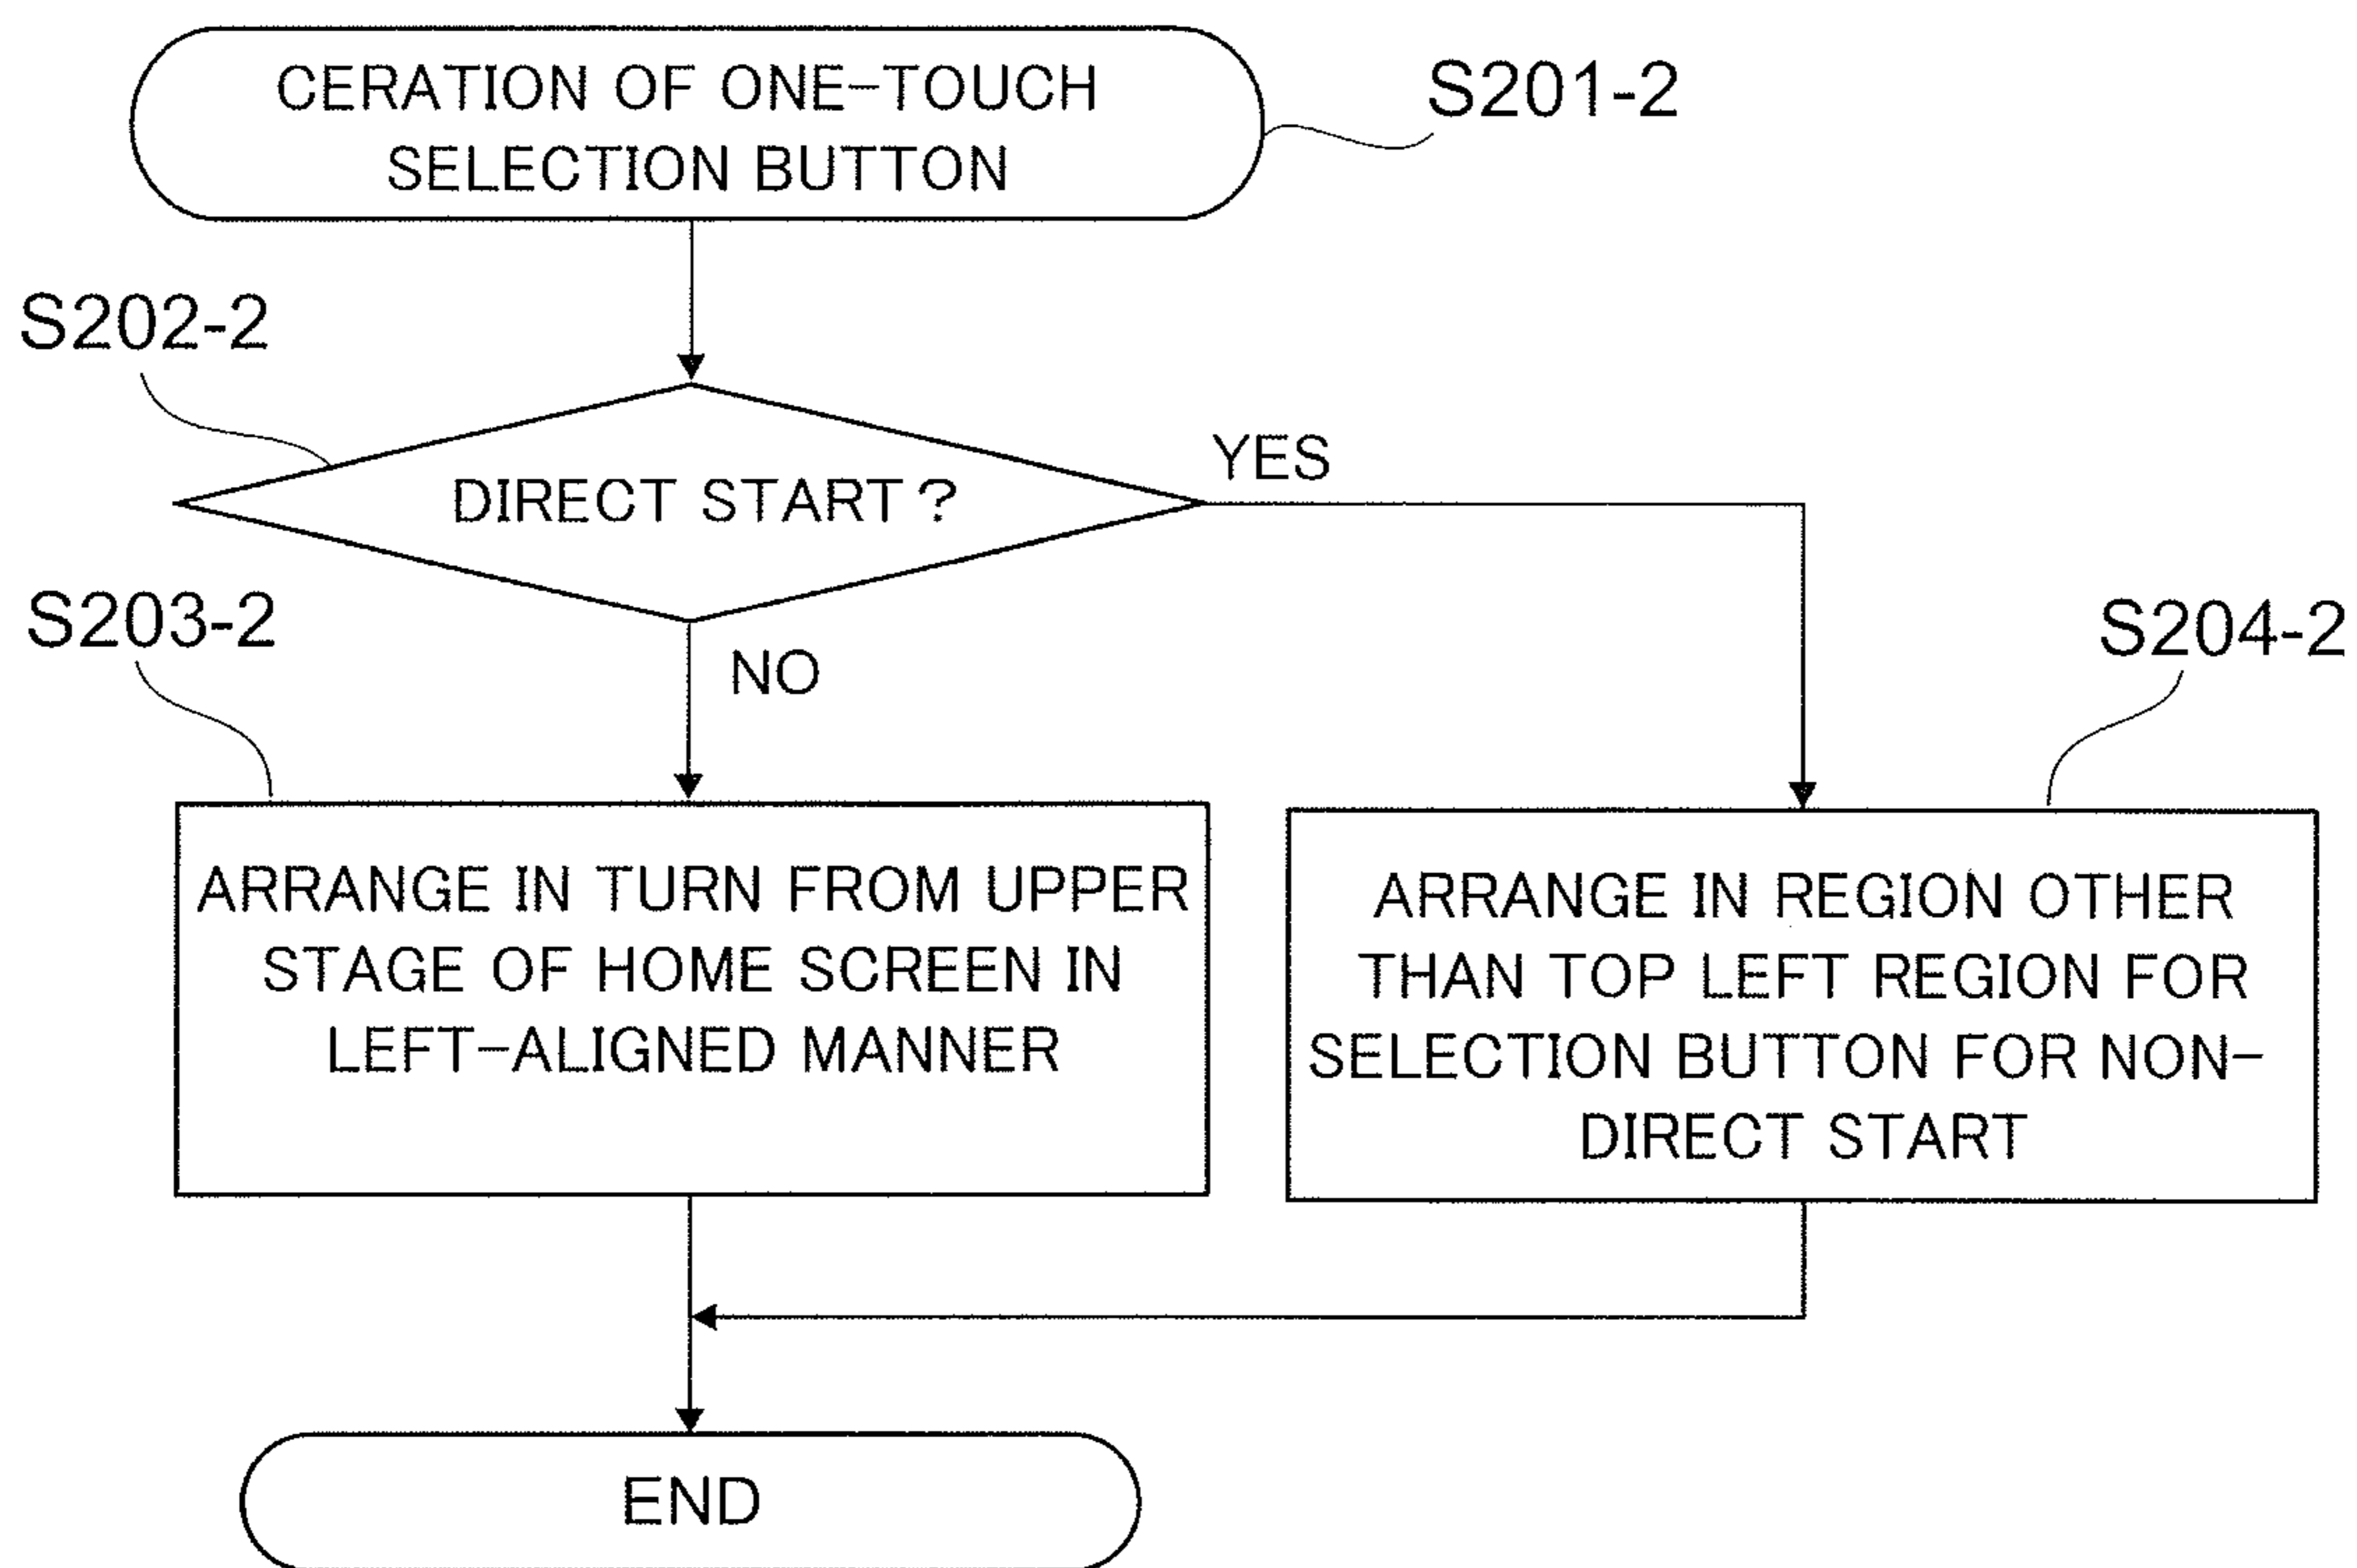 CERATION OF ONE-TOUCH
SELECTION BUTTON
S201-2
S202-2
DIRECT START?
YES
NO
S203-2
S204-2
ARRANGE IN TURN FROM UPPER
STAGE OF HOME SCREEN IN
LEFT-ALIGNED MANNER
ARRANGE IN REGION OTHER
THAN TOP LEFT REGION FOR
SELECTION BUTTON FOR NON-
DIRECT START
END